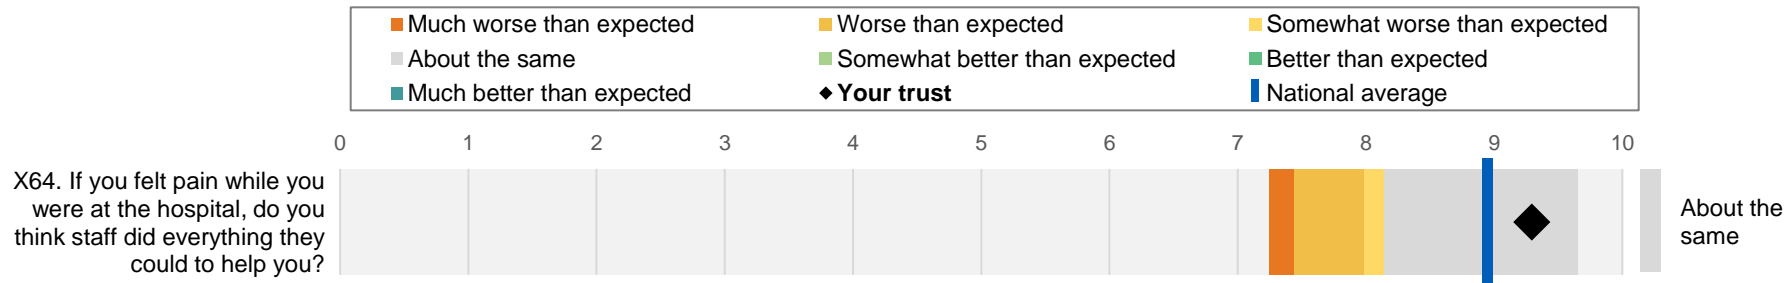 Much worse than expected
Worse than expected
Somewhat worse than expected
About the same
Somewhat better than expected
Better than expected
Much better than expected
Your trust
National average
0 1 2 3 4 5 6 7 8 9 10
X64. If you felt pain while you
were at the hospital, do you
think staff did everything they
could to help you?
About the
same